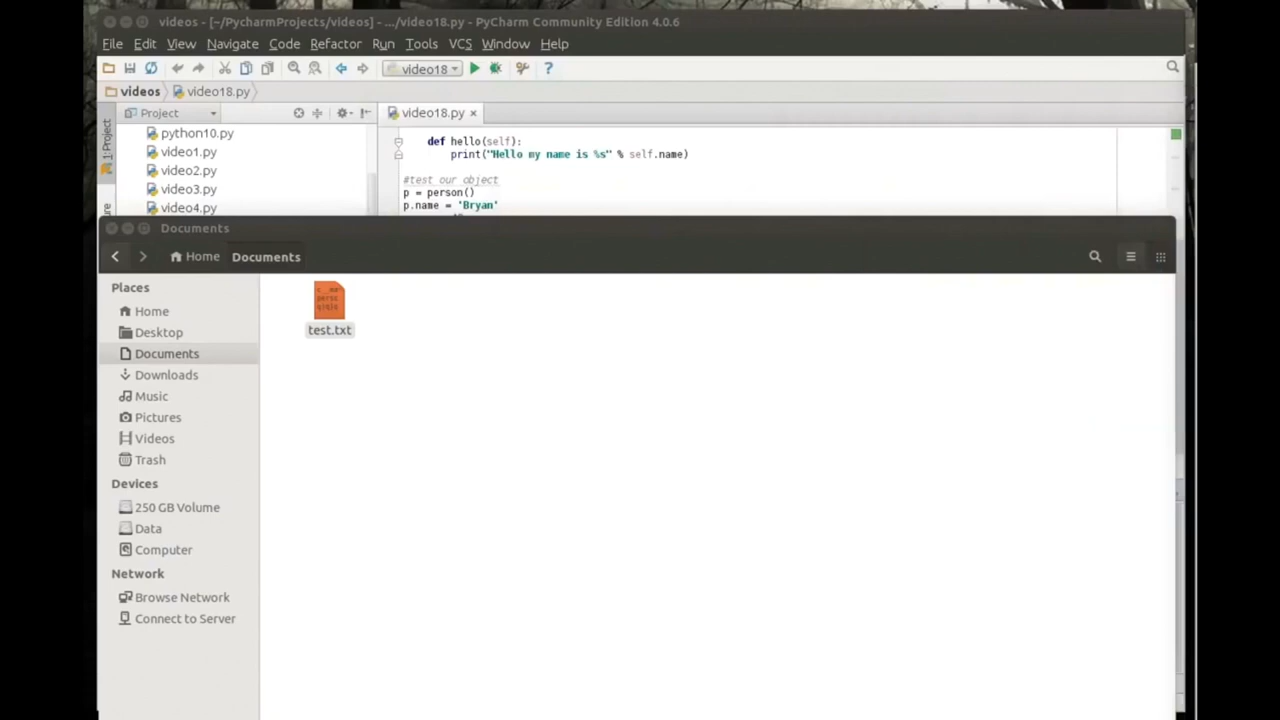 videos - [~/PycharmProjects/videos] - .../video18.py - PyCharm Community Edition 4.0.6
File Edit View Navigate Code Refactor Run Tools VCS Window Help
video18
videos video18.py
1: Project
Project
video18.py
python10.py
video1.py
video2.py
video3.py
video4.py
def hello(self):
print("Hello my name is %s" % self.name)
#test our object
p = person()
p.name = 'Bryan'
Documents
Home Documents
Places
Home
Desktop
Documents
Downloads
Music
Pictures
Videos
Trash
Devices
250 GB Volume
Data
Computer
Network
Browse Network
Connect to Server
test.txt